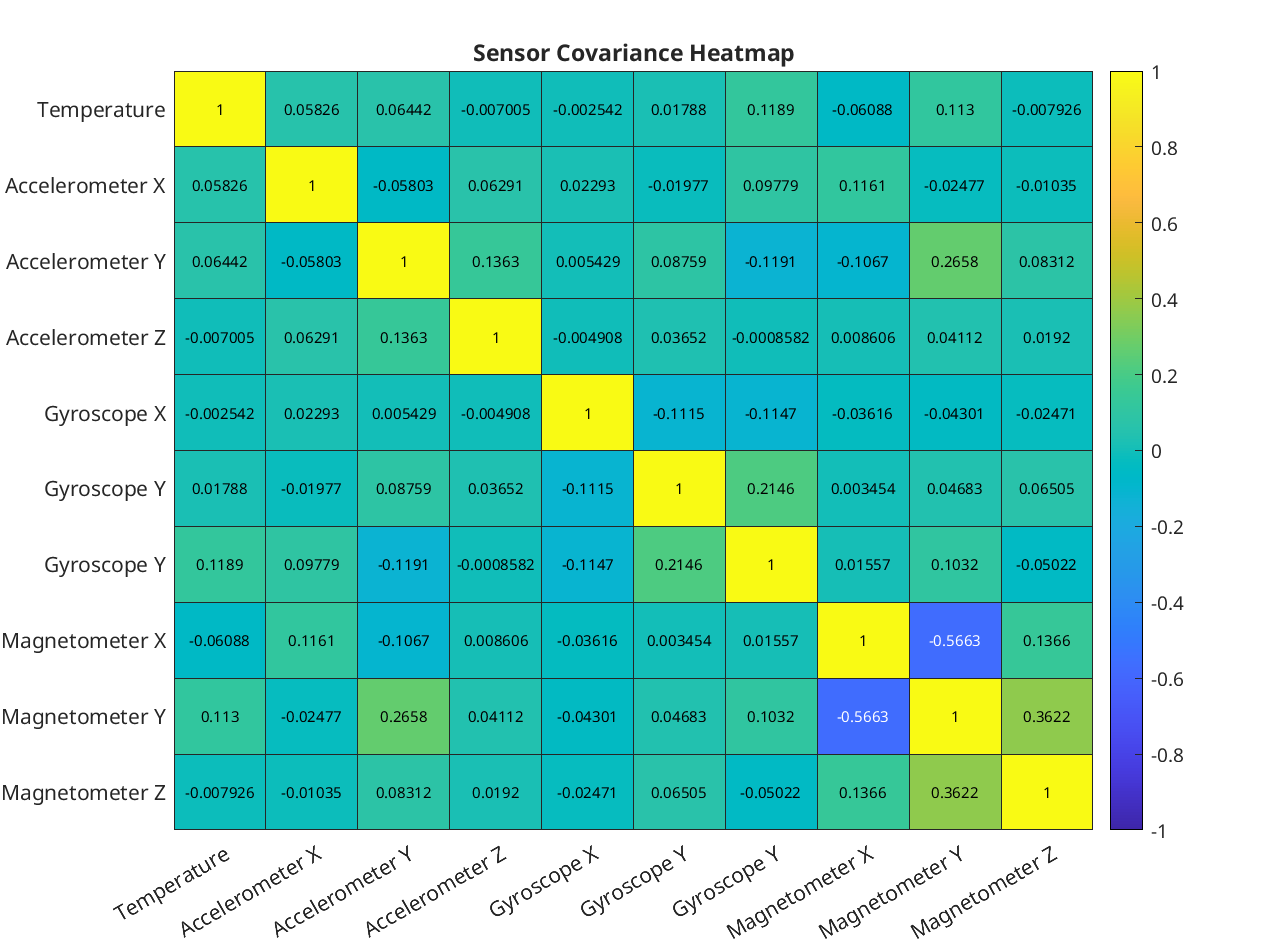 Sensor Covariance Heatmap
Temperature 1 0.05826 0.06442 -0.007005 -0.002542 0.01788 0.1189 -0.06088 0.113 -0.007926
Accelerometer X 0.05826 1 -0.05803 0.06291 0.02293 -0.01977 0.09779 0.1161 -0.02477 -0.01035
Accelerometer Y 0.06442 -0.05803 1 0.1363 0.005429 0.08759 -0.1191 -0.1067 0.2658 0.08312
Accelerometer Z -0.007005 0.06291 0.1363 1 -0.004908 0.03652 -0.0008582 0.008606 0.04112 0.0192
Gyroscope X -0.002542 0.02293 0.005429 -0.004908 1 -0.1115 -0.1147 -0.03616 -0.04301 -0.02471
Gyroscope Y 0.01788 -0.01977 0.08759 0.03652 -0.1115 1 0.2146 0.003454 0.04683 0.06505
Gyroscope Y 0.1189 0.09779 -0.1191 -0.0008582 -0.1147 0.2146 1 0.01557 0.1032 -0.05022
Magnetometer X -0.06088 0.1161 -0.1067 0.008606 -0.03616 0.003454 0.01557 1 -0.5663 0.1366
Magnetometer Y 0.113 -0.02477 0.2658 0.04112 -0.04301 0.04683 0.1032 -0.5663 1 0.3622
Magnetometer Z -0.007926 -0.01035 0.08312 0.0192 -0.02471 0.06505 -0.05022 0.1366 0.3622 1
Temperature Accelerometer X Accelerometer Y Accelerometer Z Gyroscope X Gyroscope Y Gyroscope Y Magnetometer X Magnetometer Y Magnetometer Z
1
0.8
0.6
0.4
0.2
0
-0.2
-0.4
-0.6
-0.8
-1